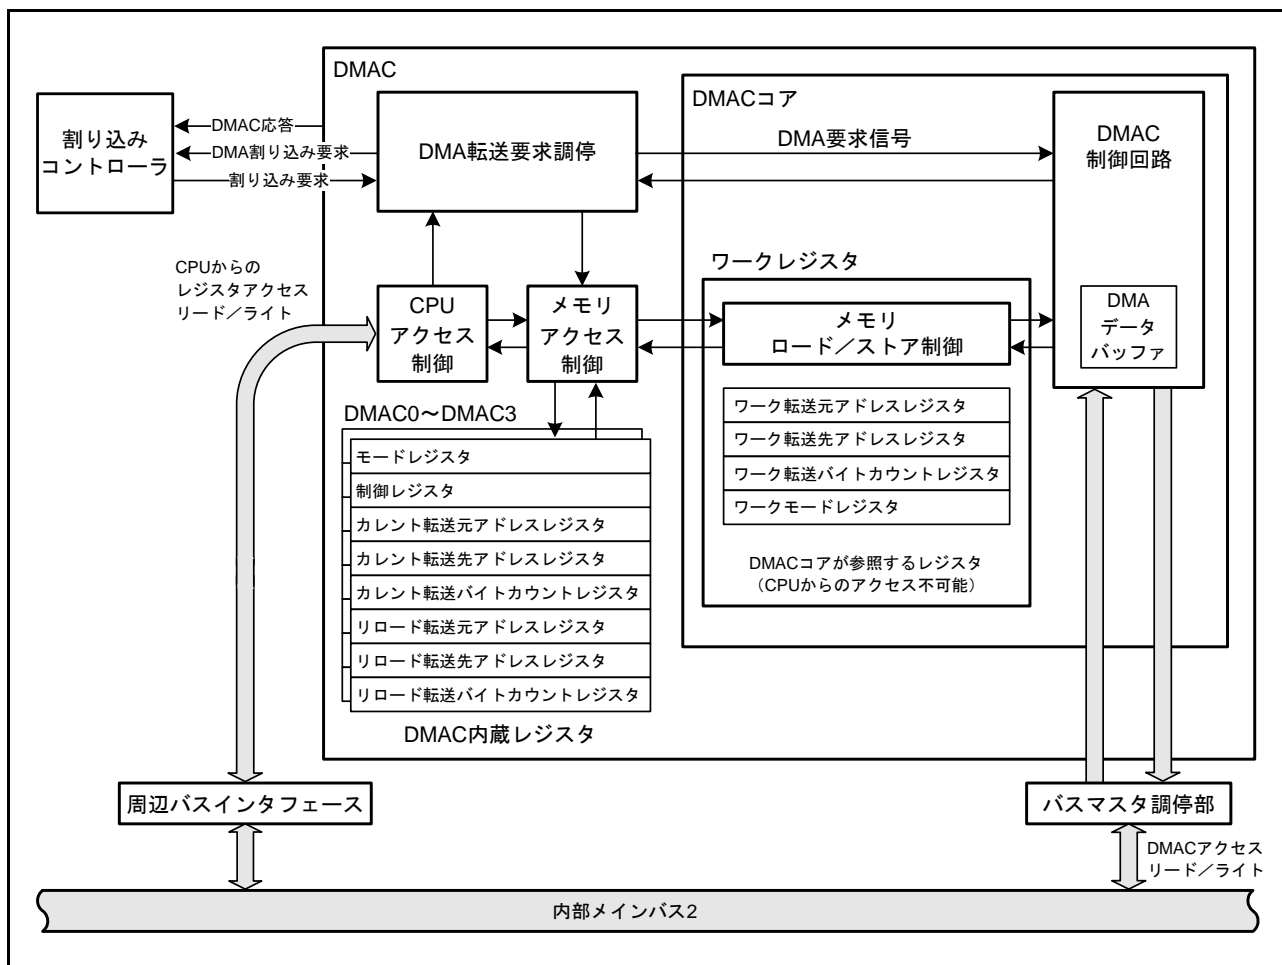 DMAC
DMACコア
割り込み
コントローラ
DMAC応答
DMA割り込み要求
割り込み要求
DMA転送要求調停
DMA要求信号
DMAC
制御回路
CPUからの
レジスタアクセス
リード／ライト
CPU
アクセス
制御
メモリ
アクセス
制御
ワークレジスタ
メモリ
ロード／ストア制御
DMA
データ
バッファ
ワーク転送元アドレスレジスタ
ワーク転送先アドレスレジスタ
ワーク転送バイトカウントレジスタ
ワークモードレジスタ
DMACコアが参照するレジスタ
（CPUからのアクセス不可能）
DMAC0～DMAC3
モードレジスタ
制御レジスタ
カレント転送元アドレスレジスタ
カレント転送先アドレスレジスタ
カレント転送バイトカウントレジスタ
リロード転送元アドレスレジスタ
リロード転送先アドレスレジスタ
リロード転送バイトカウントレジスタ
DMAC内蔵レジスタ
周辺バスインタフェース
バスマスタ調停部
DMACアクセス
リード／ライト
内部メインバス2